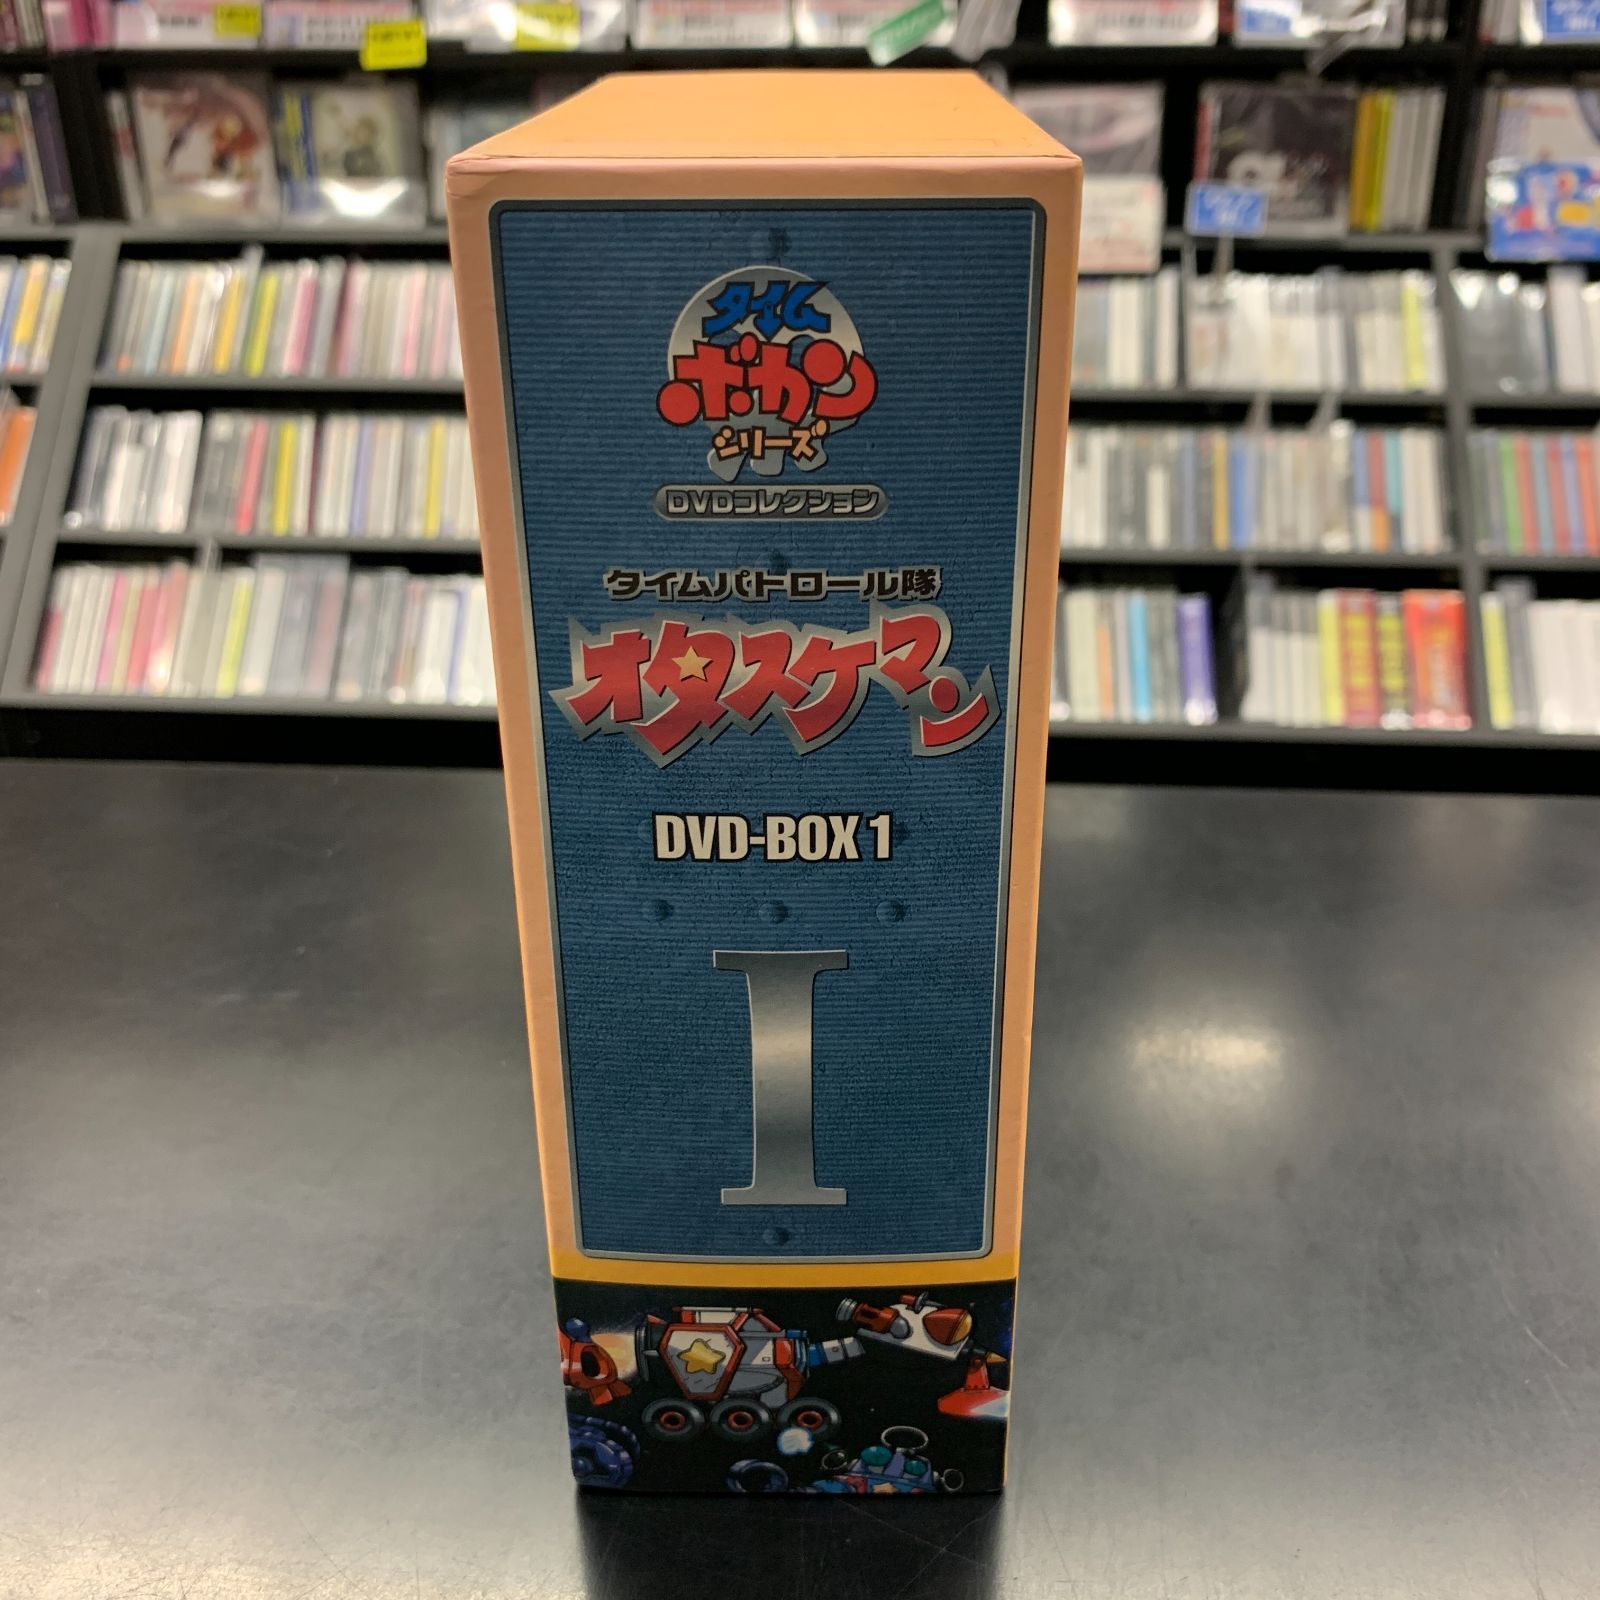 タイム
ボカン
シリーズ
DVDコレクション
タイムパトロール隊
オタスケマン
DVD-BOX 1
I